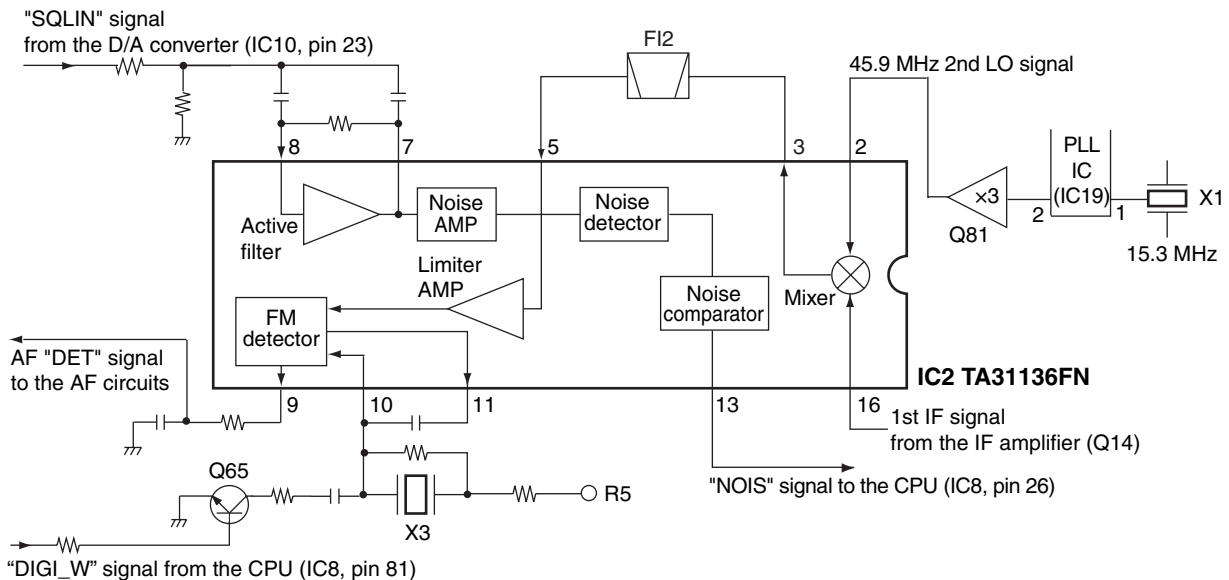 "SQLIN" signal
from the D/A converter (IC10, pin 23)
FI2
45.9 MHz 2nd LO signal
8
7
5
3
2
PLL
IC
(IC19)
×3
2
1
X1
Q81
15.3 MHz
Active
filter
Noise
AMP
Noise
detector
Limiter
AMP
Mixer
Noise
comparator
FM
detector
AF "DET" signal
to the AF circuits
IC2 TA31136FN
9
10
11
13
16
1st IF signal
from the IF amplifier (Q14)
Q65
R5
X3
"NOIS" signal to the CPU (IC8, pin 26)
“DIGI_W” signal from the CPU (IC8, pin 81)